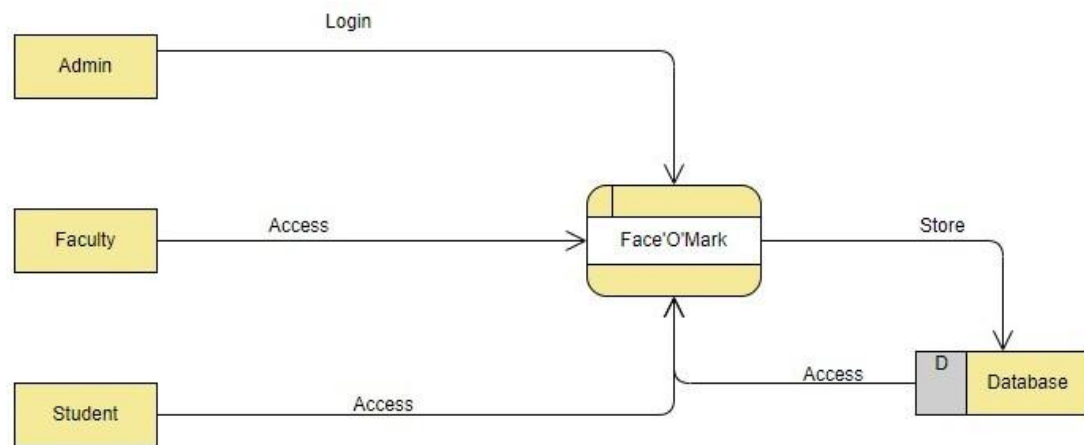 Login
Admin
Faculty
Access
Face'O'Mark
Store
D
Database
Access
Student
Access